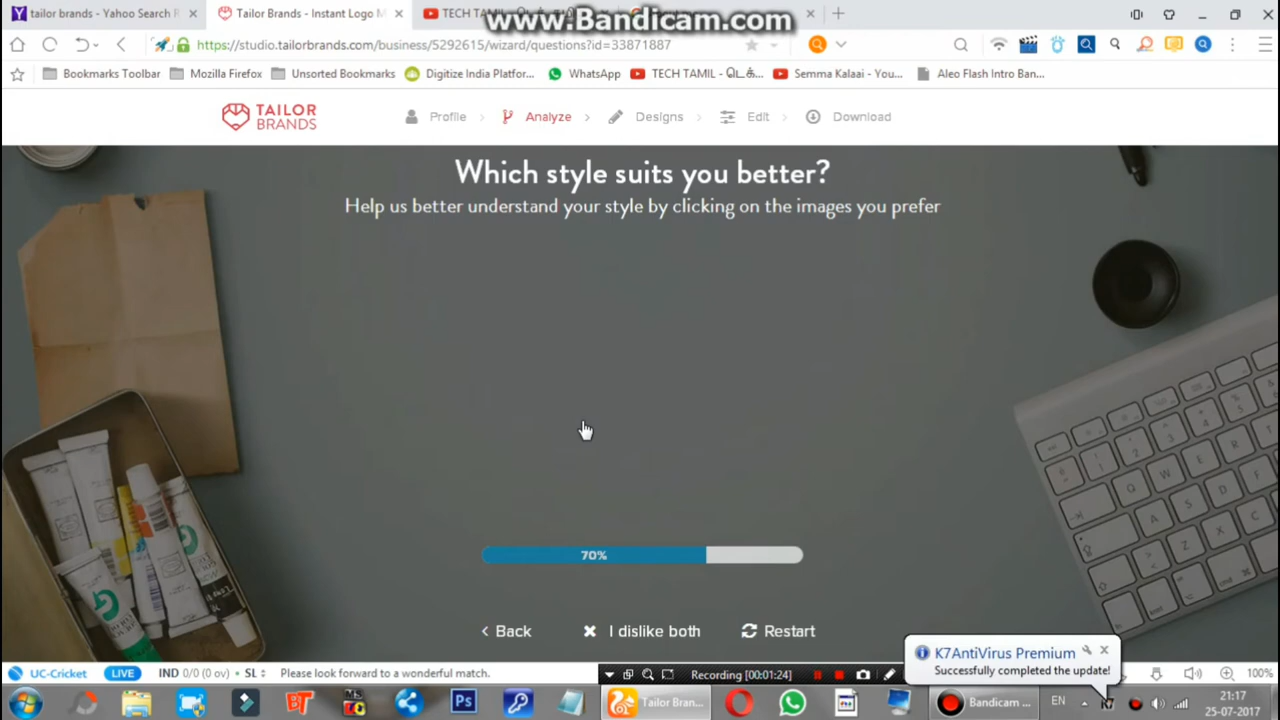 www.Bandicam.com
tailor brands - Yahoo Search R
Tailor Brands - Instant Logo M
TECH TAMIL
https://studio.tailorbrands.com/business/5292615/wizard/questions?id=33871887
Bookmarks Toolbar
Mozilla Firefox
Unsorted Bookmarks
Digitize India Platfor...
WhatsApp
TECH TAMIL - டெக்...
Semma Kalaai - You...
Aleo Flash Intro Ban...
TAILOR
BRANDS
Profile
Analyze
Designs
Edit
Download
Which style suits you better?
Help us better understand your style by clicking on the images you prefer
70%
Back
I dislike both
Restart
K7AntiVirus Premium
Successfully completed the update!
UC-Cricket
LIVE
IND 0/0 (0 ov) • SL
Please look forward to a wonderful match.
Recording [00:01:24]
100%
Ps
Tailor Bran...
Bandicam ...
EN
K7
21:17
25-07-2017